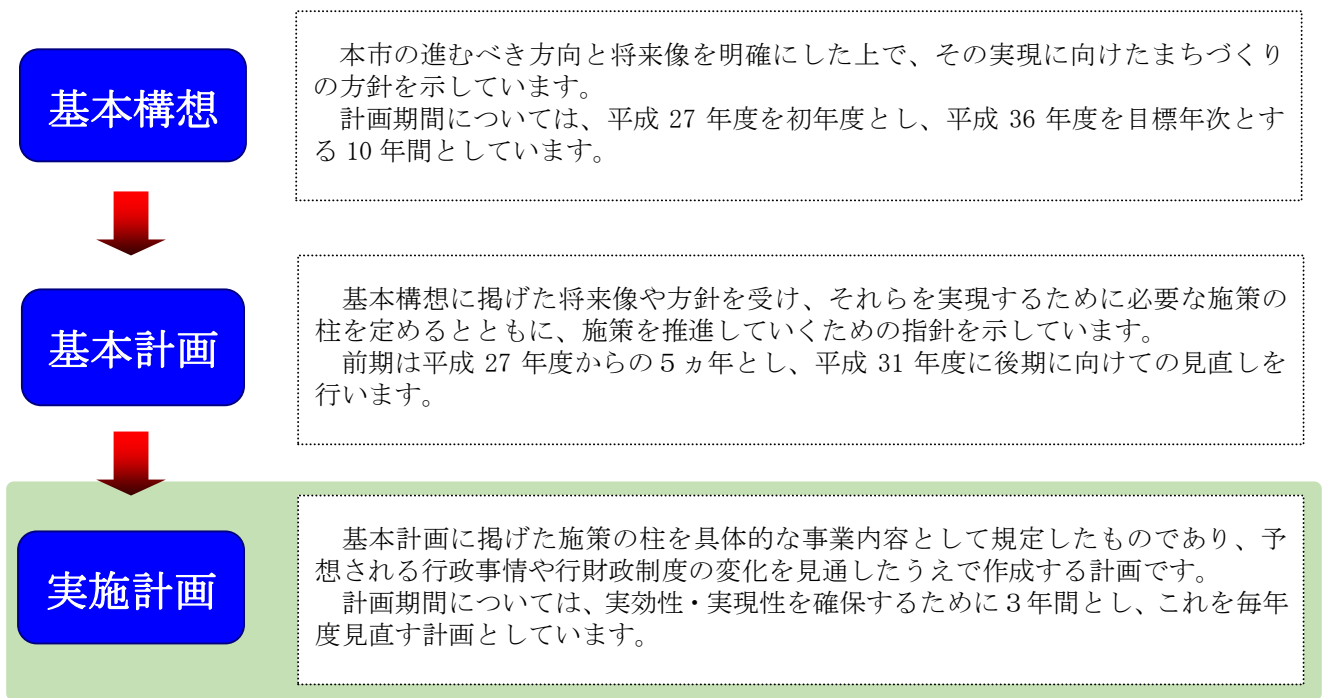 基本構想
本市の進むべき方向と将来像を明確にした上で、その実現に向けたまちづくり
の方針を示しています。
計画期間については、平成 27 年度を初年度とし、平成 36 年度を目標年次とす
る 10 年間としています。
基本計画
基本構想に掲げた将来像や方針を受け、それらを実現するために必要な施策の
柱を定めるとともに、施策を推進していくための指針を示しています。
前期は平成 27 年度からの５ヵ年とし、平成 31 年度に後期に向けての見直しを
行います。
実施計画
基本計画に掲げた施策の柱を具体的な事業内容として規定したものであり、予
想される行政事情や行財政制度の変化を見通したうえで作成する計画です。
計画期間については、実効性・実現性を確保するために３年間とし、これを毎年
度見直す計画としています。